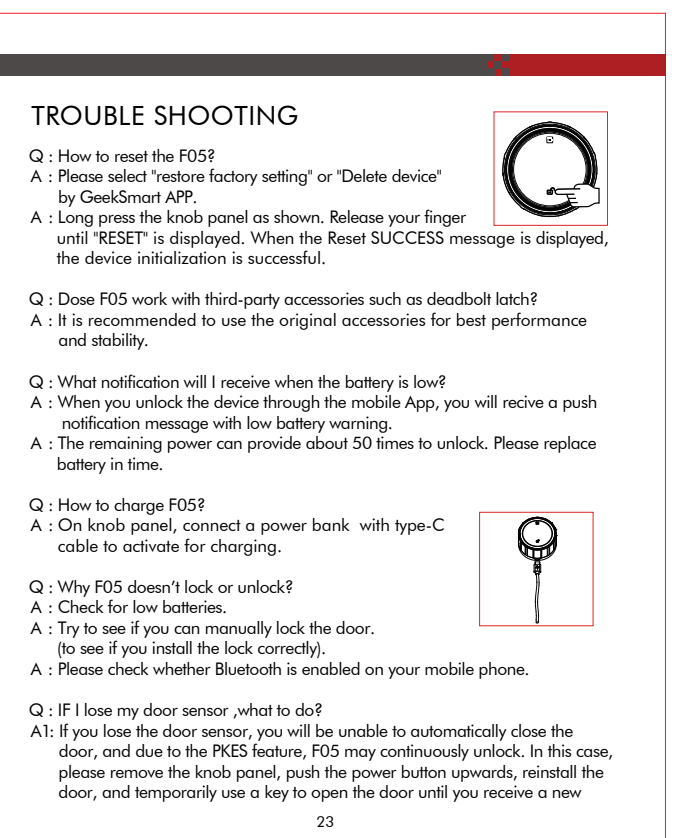 TROUBLE SHOOTING
Q : How to reset the F05?
A : Please select "restore factory setting" or "Delete device"
by GeekSmart APP.
A : Long press the knob panel as shown. Release your finger
until "RESET" is displayed. When the Reset SUCCESS message is displayed,
the device initialization is successful.
Q : Dose F05 work with third-party accessories such as deadbolt latch?
A : It is recommended to use the original accessories for best performance
and stability.
Q : What notification will I receive when the battery is low?
A : When you unlock the device through the mobile App, you will recive a push
notification message with low battery warning.
A : The remaining power can provide about 50 times to unlock. Please replace
battery in time.
Q : How to charge F05?
A : On knob panel, connect a power bank with type-C
cable to activate for charging.
Q : Why F05 doesn’t lock or unlock?
A : Check for low batteries.
A : Try to see if you can manually lock the door.
(to see if you install the lock correctly).
A : Please check whether Bluetooth is enabled on your mobile phone.
Q : IF I lose my door sensor ,what to do?
A1: If you lose the door sensor, you will be unable to automatically close the
door, and due to the PKES feature, F05 may continuously unlock. In this case,
please remove the knob panel, push the power button upwards, reinstall the
door, and temporarily use a key to open the door until you receive a new
23